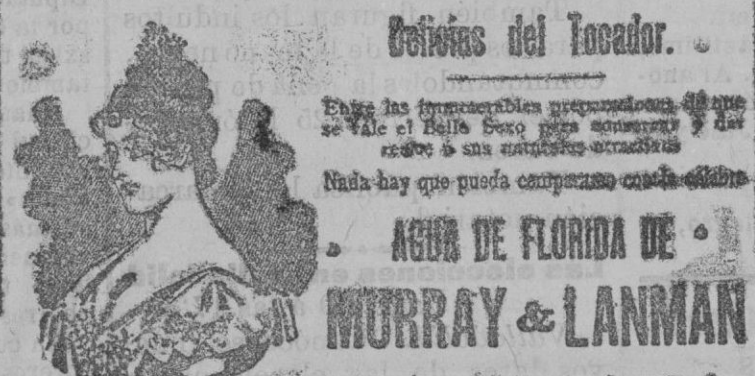 Delicias del Tocador.
Entre las innumerables preparaciones de que
se vale el Bello Sexo para conservar y dar
realce á sus naturales atractivos
Nada hay que pueda compararse con la célebre
AGUA DE FLORIDA DE
MURRAY & LANMAN